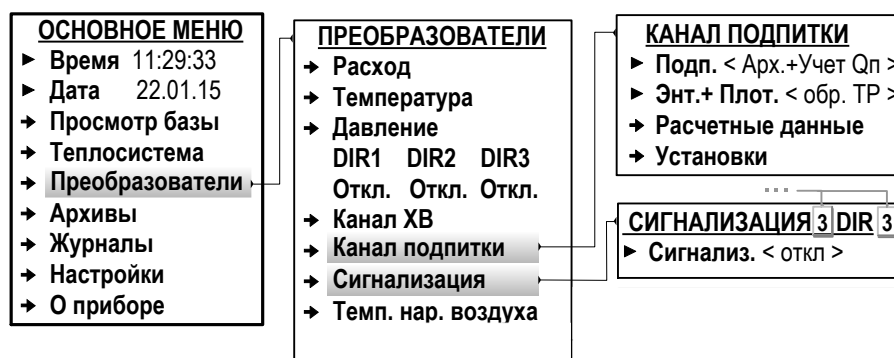 ОСНОВНОЕ МЕНЮ
► Время 11:29:33
► Дата 22.01.15
➔ Просмотр базы
➔ Теплосистема
➔ Преобразователи
➔ Архивы
➔ Журналы
➔ Настройки
➔ О приборе
ПРЕОБРАЗОВАТЕЛИ
➔ Расход
➔ Температура
➔ Давление
DIR1 DIR2 DIR3
Откл. Откл. Откл.
➔ Канал ХВ
➔ Канал подпитки
➔ Сигнализация
➔ Темп. нар. воздуха
КАНАЛ ПОДПИТКИ
► Подп. < Арх.+Учет Qп >
► Энт.+ Плот. < обр. ТР >
➔ Расчетные данные
➔ Установки
...
СИГНАЛИЗАЦИЯ 3 DIR 3
► Сигнализ. < откл >